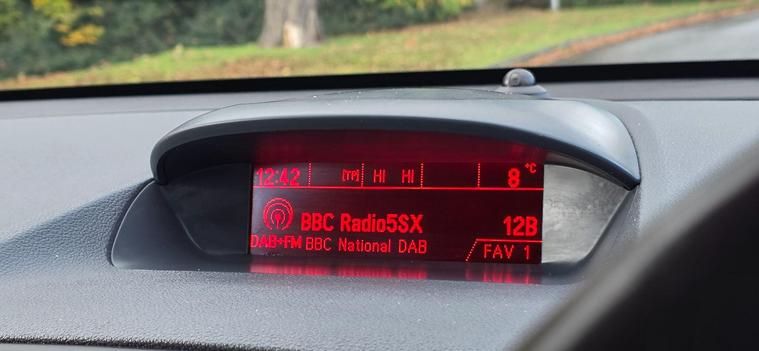 12:42 [TP] HI HI 8°C
BBC Radio5SX 12B
DAB+FM BBC National DAB FAV 1